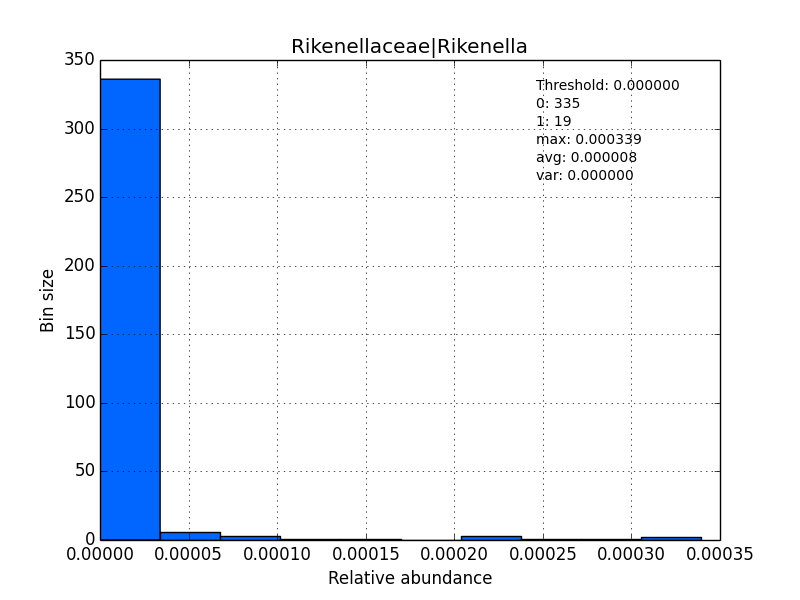 Rikenellaceae|Rikenella
350
300
250
200
150
100
50
0
Bin size
Threshold: 0.000000
0: 335
1: 19
max: 0.000339
avg: 0.000008
var: 0.000000
0.00000 0.00005 0.00010 0.00015 0.00020 0.00025 0.00030 0.00035
Relative abundance